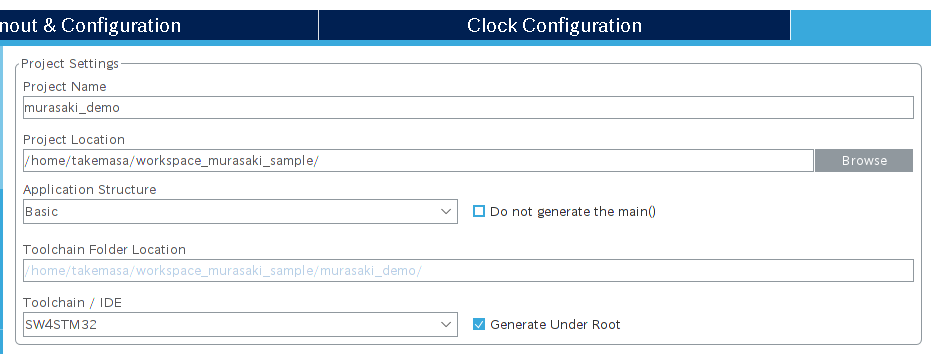 nout & Configuration
Clock Configuration
Project Settings
Project Name
murasaki_demo
Project Location
/home/takemasa/workspace_murasaki_sample/
Browse
Application Structure
Basic
Do not generate the main()
Toolchain Folder Location
/home/takemasa/workspace_murasaki_sample/murasaki_demo/
Toolchain / IDE
SW4STM32
Generate Under Root